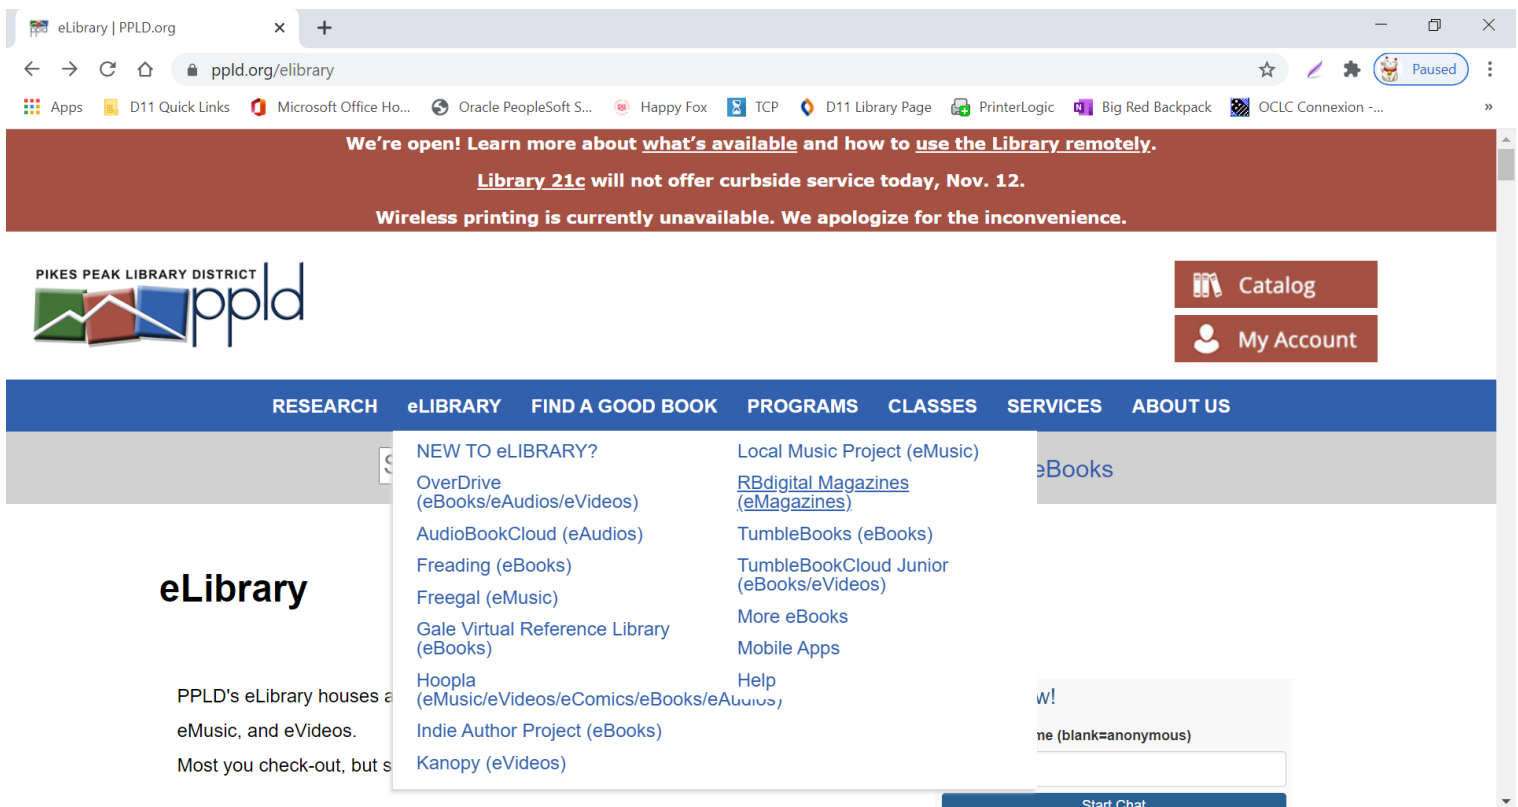 eLibrary | PPLD.org
ppld.org/elibrary
Paused
Apps D11 Quick Links Microsoft Office Ho... Oracle PeopleSoft S... Happy Fox TCP D11 Library Page PrinterLogic Big Red Backpack OCLC Connexion -... »
We're open! Learn more about what's available and how to use the Library remotely.
Library 21c will not offer curbside service today, Nov. 12.
Wireless printing is currently unavailable. We apologize for the inconvenience.
PIKES PEAK LIBRARY DISTRICT
ppld
Catalog
My Account
RESEARCH eLIBRARY FIND A GOOD BOOK PROGRAMS CLASSES SERVICES ABOUT US
eBooks
NEW TO eLIBRARY?
OverDrive
(eBooks/eAudios/eVideos)
AudioBookCloud (eAudios)
Freading (eBooks)
Freegal (eMusic)
Gale Virtual Reference Library
(eBooks)
Hoopla
(eMusic/eVideos/eComics/eBooks/eAudios)
Indie Author Project (eBooks)
Kanopy (eVideos)
Local Music Project (eMusic)
RBdigital Magazines
(eMagazines)
TumbleBooks (eBooks)
TumbleBookCloud Junior
(eBooks/eVideos)
More eBooks
Mobile Apps
Help
eLibrary
PPLD's eLibrary houses a
eMusic, and eVideos.
Most you check-out, but s
w!
me (blank=anonymous)
Start Chat